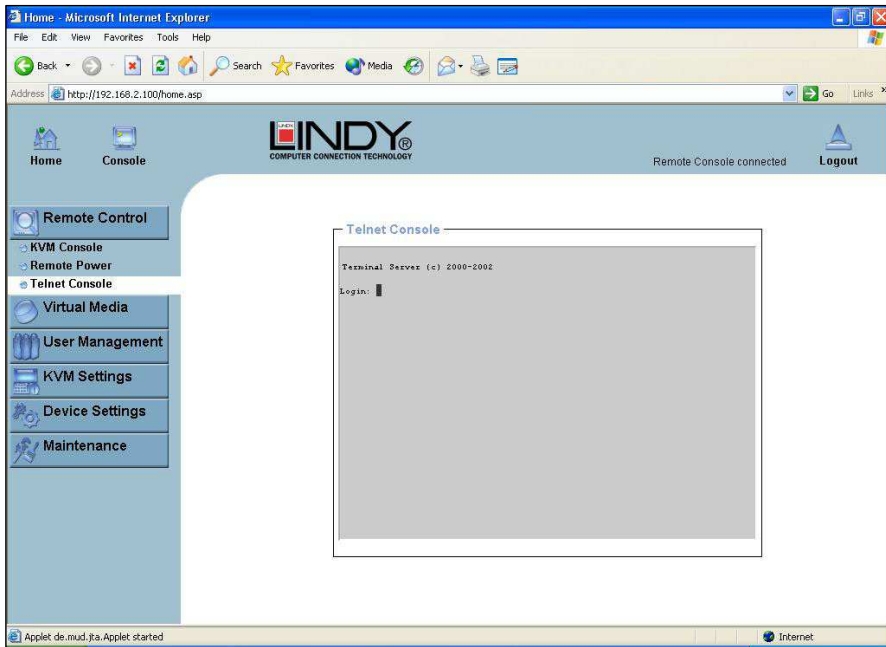 Home - Microsoft Internet Explorer
File Edit View Favorites Tools Help
Back Search Favorites Media
Address http://192.168.2.100/home.asp Go Links »
Home Console LINDY® Remote Console connected Logout
COMPUTER CONNECTION TECHNOLOGY
Remote Control
KVM Console
Remote Power
Telnet Console
Virtual Media
User Management
KVM Settings
Device Settings
Maintenance
Telnet Console
Terminal Server (c) 2000-2002
Login:
Applet de.mud.jta.Applet started Internet